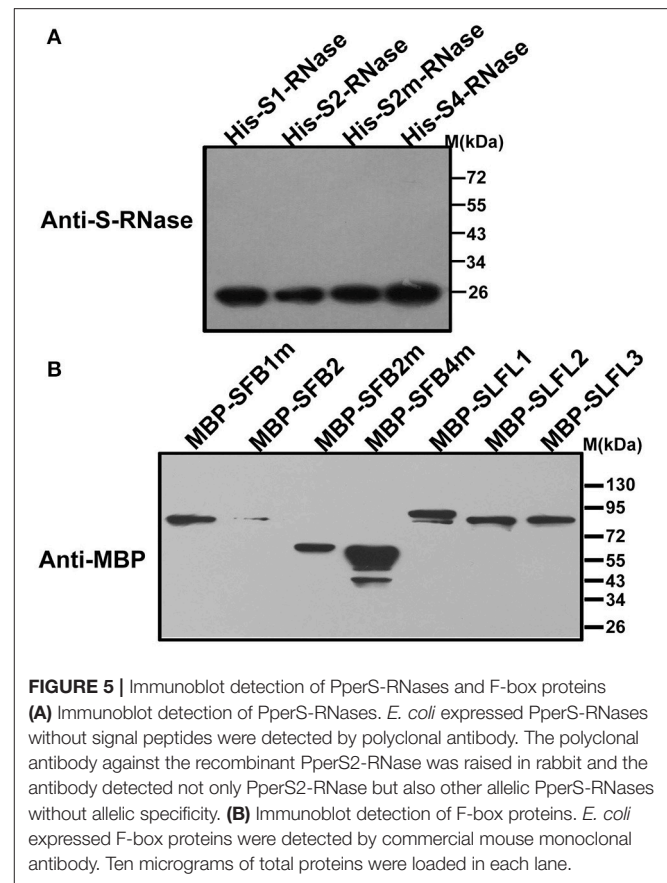 A
His-S1-RNase
His-S2-RNase
His-S2m-RNase
His-S4-RNase
M(kDa)
72
55
Anti-S-RNase
43
34
26
B
MBP-SFB1m
MBP-SFB2
MBP-SFB2m
MBP-SFB4m
MBP-SLFL1
MBP-SLFL2
MBP-SLFL3
M(kDa)
130
95
72
Anti-MBP
55
43
34
26
FIGURE 5 | Immunoblot detection of PperS-RNases and F-box proteins
(A) Immunoblot detection of PperS-RNases. E. coli expressed PperS-RNases
without signal peptides were detected by polyclonal antibody. The polyclonal
antibody against the recombinant PperS2-RNase was raised in rabbit and the
antibody detected not only PperS2-RNase but also other allelic PperS-RNases
without allelic specificity. (B) Immunoblot detection of F-box proteins. E. coli
expressed F-box proteins were detected by commercial mouse monoclonal
antibody. Ten micrograms of total proteins were loaded in each lane.